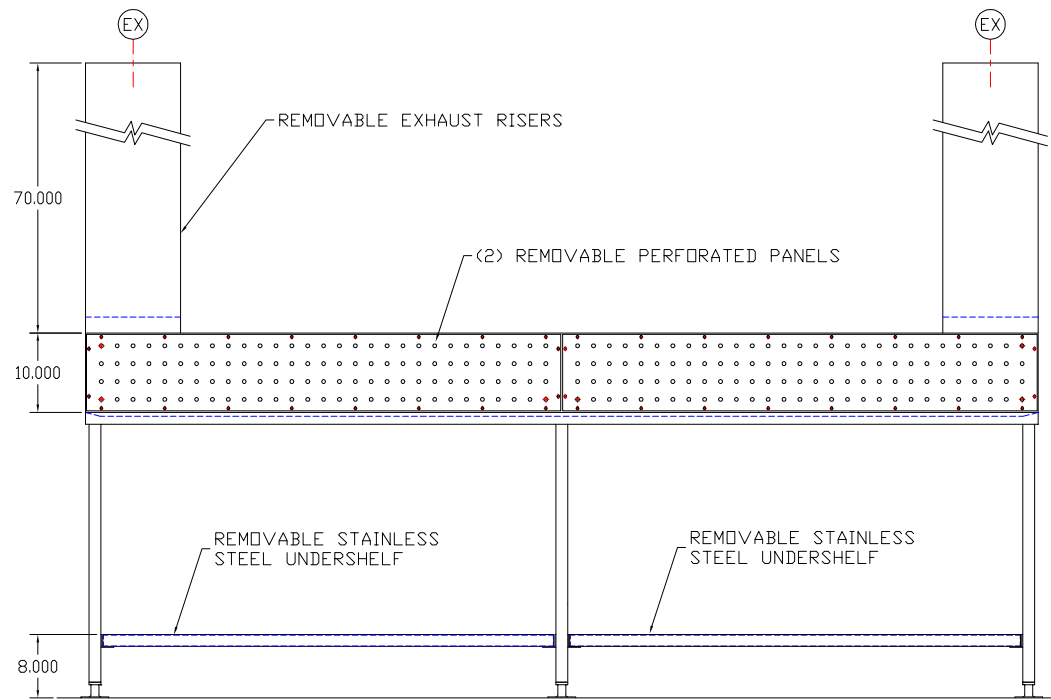 EX
EX
REMOVABLE EXHAUST RISERS
70.000
(2) REMOVABLE PERFORATED PANELS
10.000
REMOVABLE STAINLESS
STEEL UNDERSHELF
REMOVABLE STAINLESS
STEEL UNDERSHELF
8.000